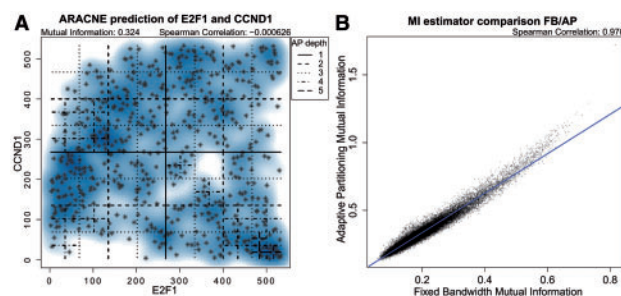 A
ARACNE prediction of E2F1 and CCND1
Mutual Information: 0.324 Spearman Correlation: −0.000626
AP depth
1
2
3
4
5
CCND1
500
400
300
200
100
0
0 100 200 300 400 500
E2F1
B
MI estimator comparison FB/AP
Spearman Correlation: 0.976
Adaptive Partitioning Mutual Information
1.5
1.0
0.5
0.2 0.4 0.6 0.8
Fixed Bandwidth Mutual Information